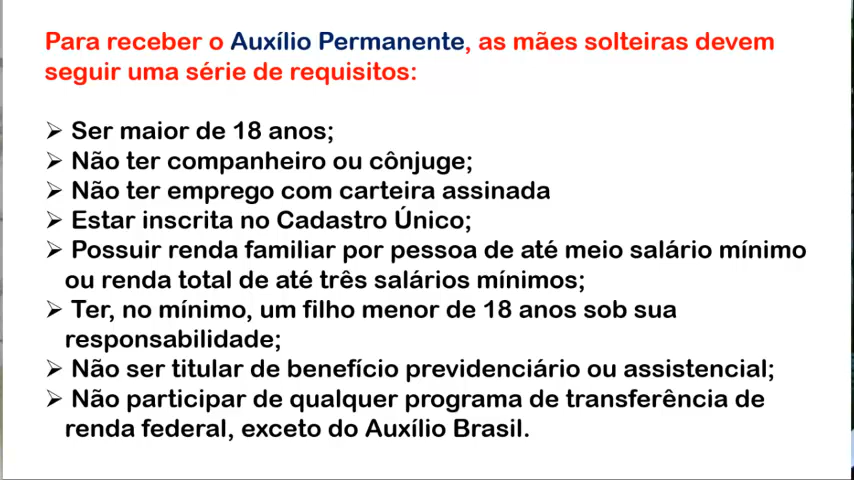 Para receber o Auxílio Permanente, as mães solteiras devem
seguir uma série de requisitos:
➢ Ser maior de 18 anos;
➢ Não ter companheiro ou cônjuge;
➢ Não ter emprego com carteira assinada
➢ Estar inscrita no Cadastro Único;
➢ Possuir renda familiar por pessoa de até meio salário mínimo
ou renda total de até três salários mínimos;
➢ Ter, no mínimo, um filho menor de 18 anos sob sua
responsabilidade;
➢ Não ser titular de benefício previdenciário ou assistencial;
➢ Não participar de qualquer programa de transferência de
renda federal, exceto do Auxílio Brasil.